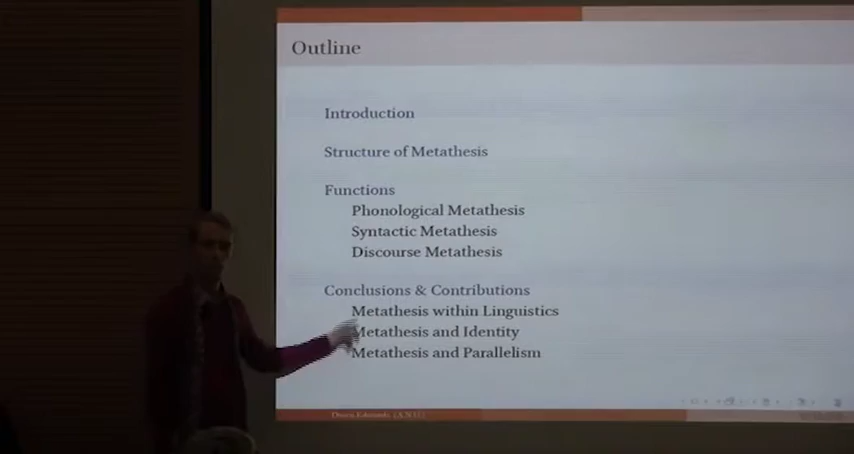 Outline
Introduction
Structure of Metathesis
Functions
Phonological Metathesis
Syntactic Metathesis
Discourse Metathesis
Conclusions & Contributions
Metathesis within Linguistics
Metathesis and Identity
Metathesis and Parallelism